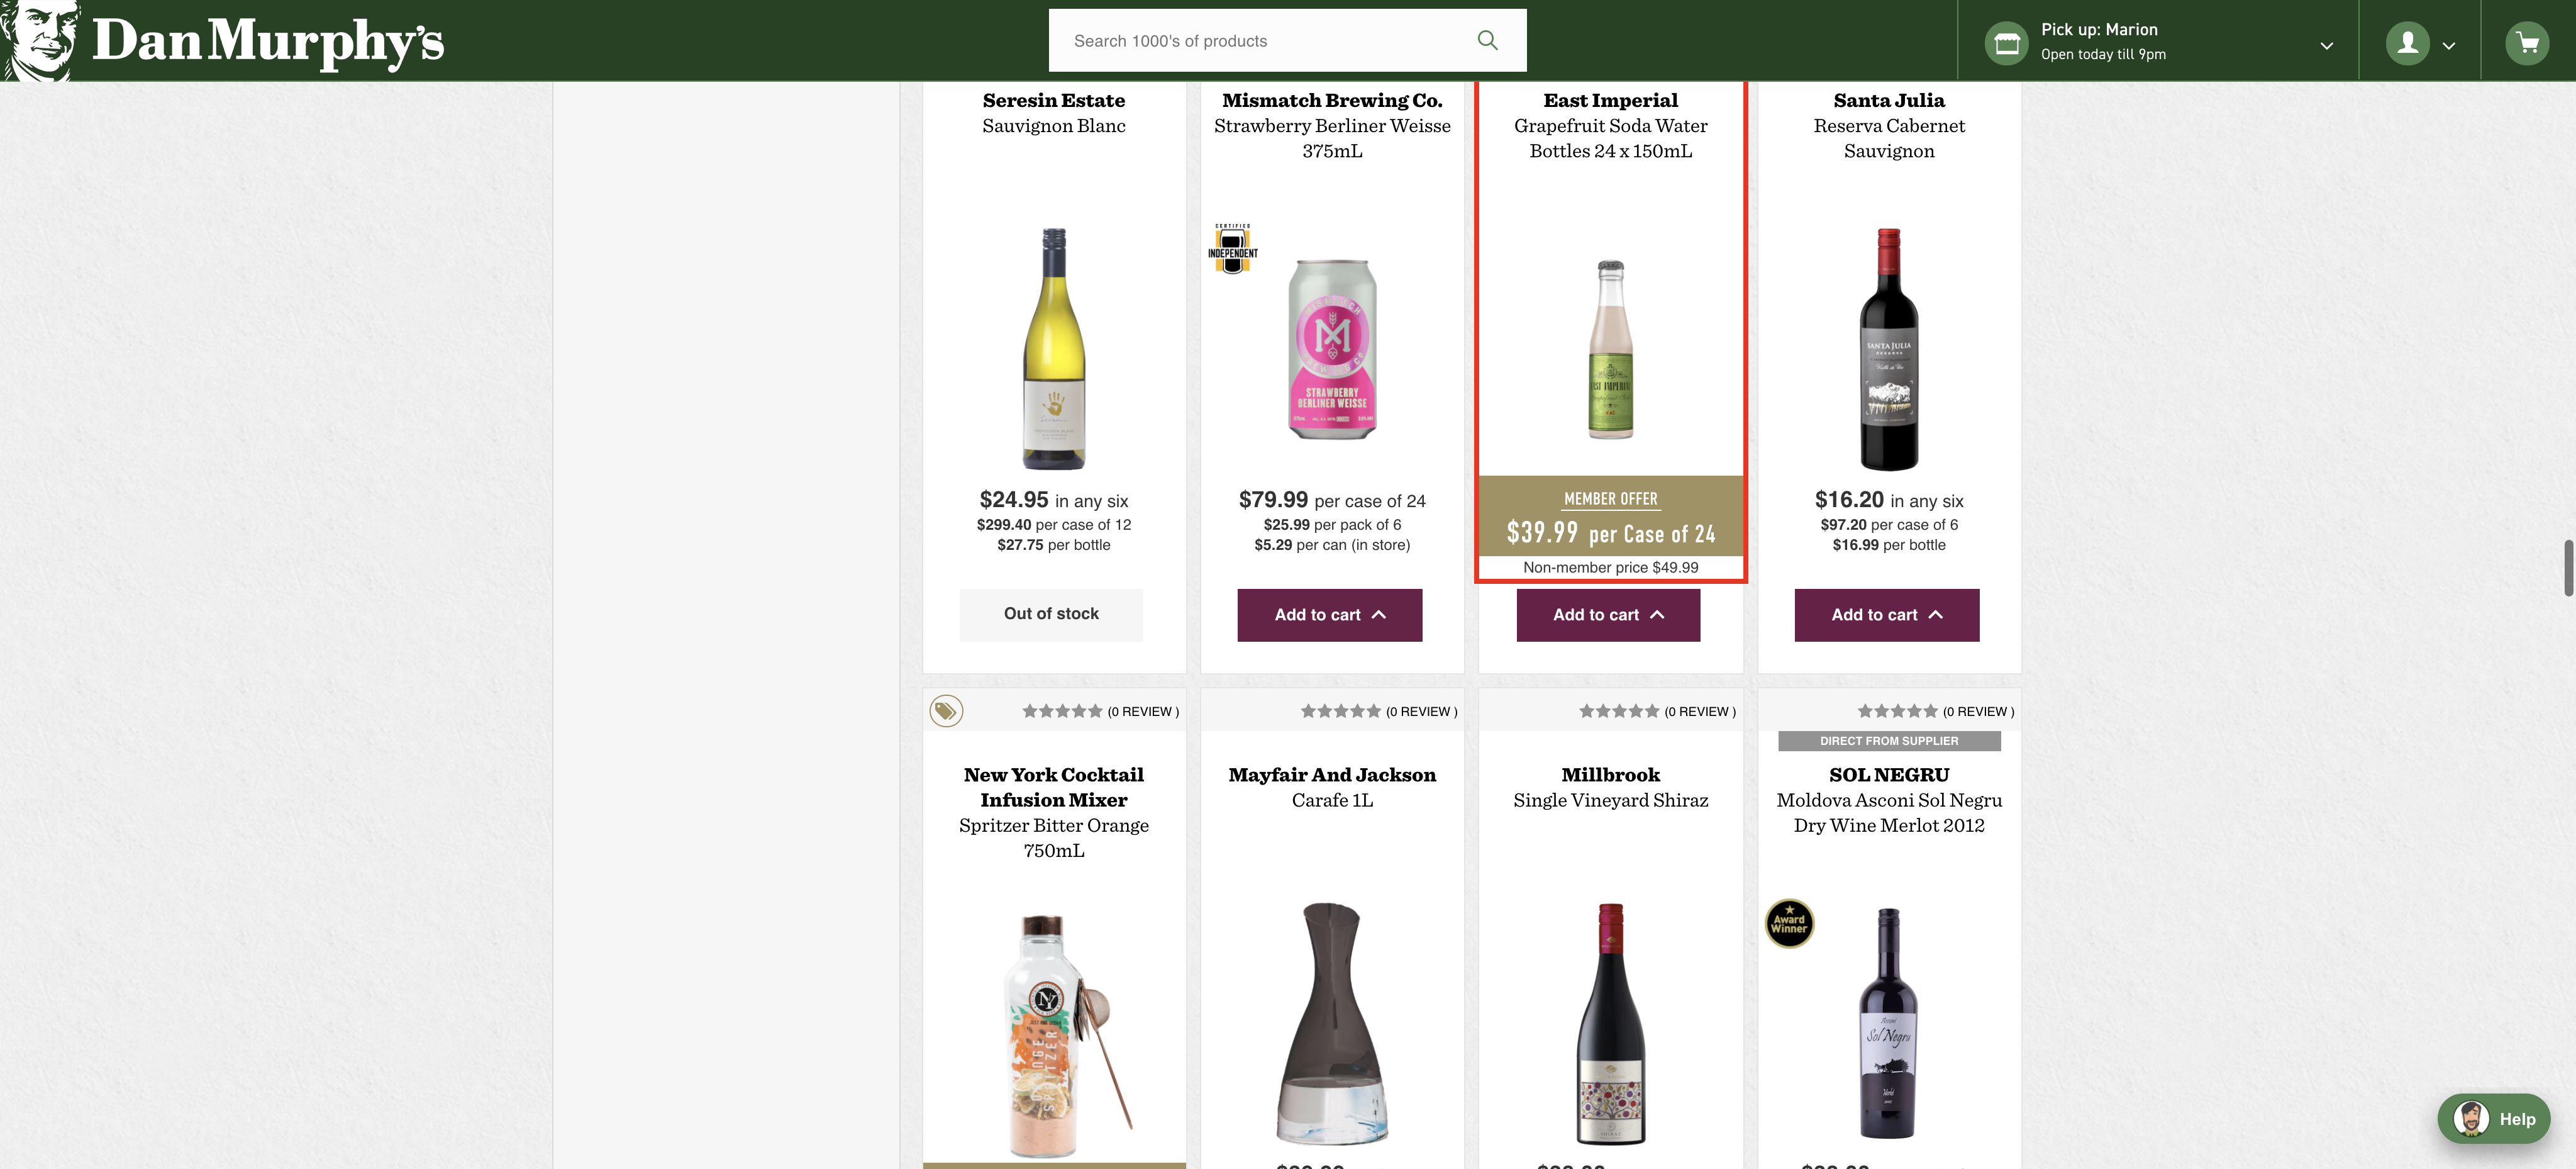 Dan Murphy's
Search 1000's of products
Pick up: Marion
Open today till 9pm
Seresin Estate
Sauvignon Blanc
$24.95 in any six
$299.40 per case of 12
$27.75 per bottle
Out of stock
Mismatch Brewing Co.
Strawberry Berliner Weisse
375mL
CERTIFIED
INDEPENDENT
STRAWBERRY
BERLINER WEISSE
$79.99 per case of 24
$25.99 per pack of 6
$5.29 per can (in store)
Add to cart
East Imperial
Grapefruit Soda Water
Bottles 24 x 150mL
MEMBER OFFER
$39.99 per Case of 24
Non-member price $49.99
Add to cart
Santa Julia
Reserva Cabernet
Sauvignon
SANTA JULIA
$16.20 in any six
$97.20 per case of 6
$16.99 per bottle
Add to cart
(0 REVIEW )
New York Cocktail
Infusion Mixer
Spritzer Bitter Orange
750mL
NY
(0 REVIEW )
Mayfair And Jackson
Carafe 1L
(0 REVIEW )
Millbrook
Single Vineyard Shiraz
(0 REVIEW )
DIRECT FROM SUPPLIER
SOL NEGRU
Moldova Asconi Sol Negru
Dry Wine Merlot 2012
Award
Winner
Sol Negru
Help